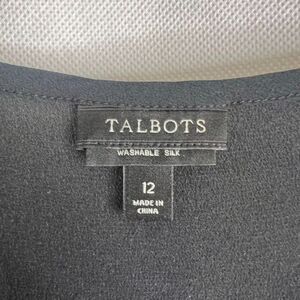 TALBOTS
WASHABLE SILK
12
MADE IN
CHINA